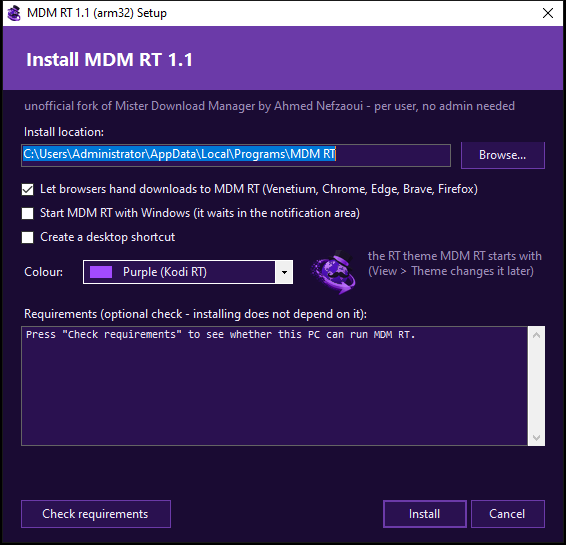 MDM RT 1.1 (arm32) Setup
Install MDM RT 1.1
unofficial fork of Mister Download Manager by Ahmed Nefzaoui - per user, no admin needed
Install location:
C:\Users\Administrator\AppData\Local\Programs\MDM RT
Browse...
Let browsers hand downloads to MDM RT (Venetium, Chrome, Edge, Brave, Firefox)
Start MDM RT with Windows (it waits in the notification area)
Create a desktop shortcut
Colour:
Purple (Kodi RT)
the RT theme MDM RT starts with
(View > Theme changes it later)
Requirements (optional check - installing does not depend on it):
Press "Check requirements" to see whether this PC can run MDM RT.
Check requirements
Install
Cancel